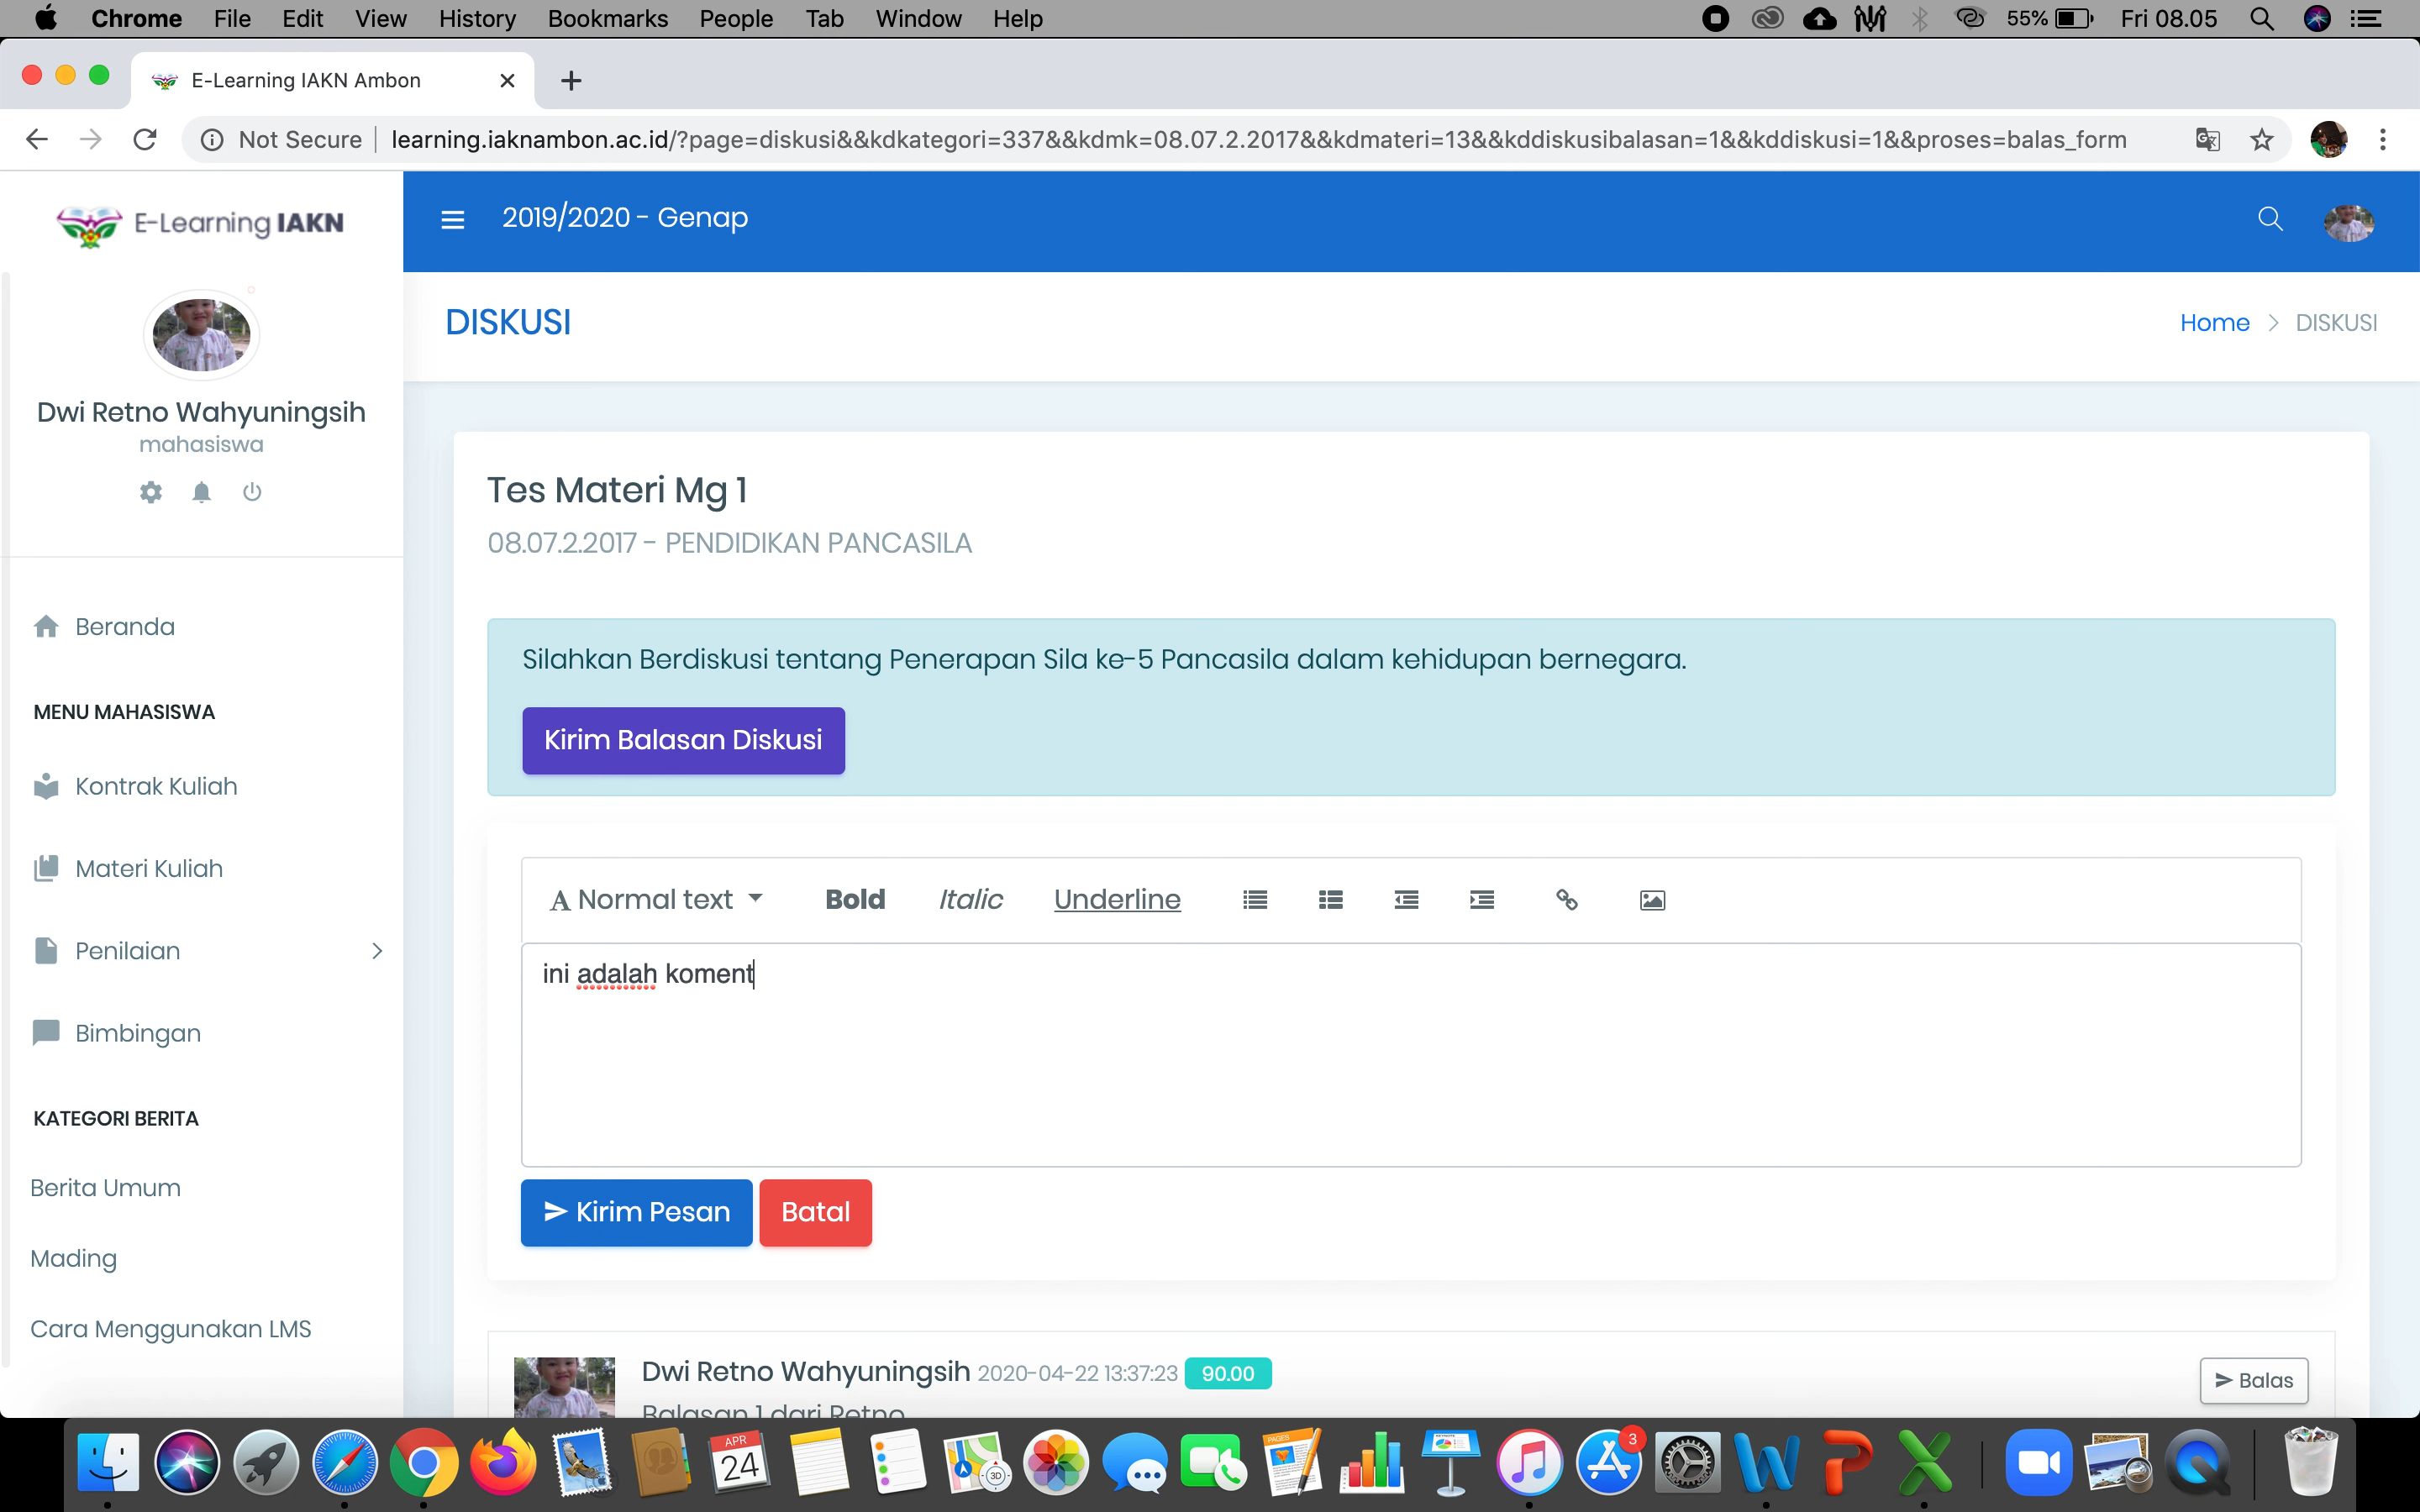 Chrome File Edit View History Bookmarks People Tab Window Help
55% Fri 08.05
E-Learning IAKN Ambon
Not Secure learning.iaknambon.ac.id/?page=diskusi&&kdkategori=337&&kdmk=08.07.2.2017&&kdmateri=13&&kddiskusibalasan=1&&kddiskusi=1&&proses=balas_form
E-Learning IAKN
2019/2020 - Genap
Dwi Retno Wahyuningsih
mahasiswa
Beranda
MENU MAHASISWA
Kontrak Kuliah
Materi Kuliah
Penilaian
Bimbingan
KATEGORI BERITA
Berita Umum
Mading
Cara Menggunakan LMS
DISKUSI
Home > DISKUSI
Tes Materi Mg 1
08.07.2.2017 - PENDIDIKAN PANCASILA
Silahkan Berdiskusi tentang Penerapan Sila ke-5 Pancasila dalam kehidupan bernegara.
Kirim Balasan Diskusi
A Normal text Bold Italic Underline
ini adalah koment
Kirim Pesan Batal
Dwi Retno Wahyuningsih 2020-04-22 13:37:23 90.00
Balas
Balasan 1 dari Retno
APR
24
3D
PAGES
3